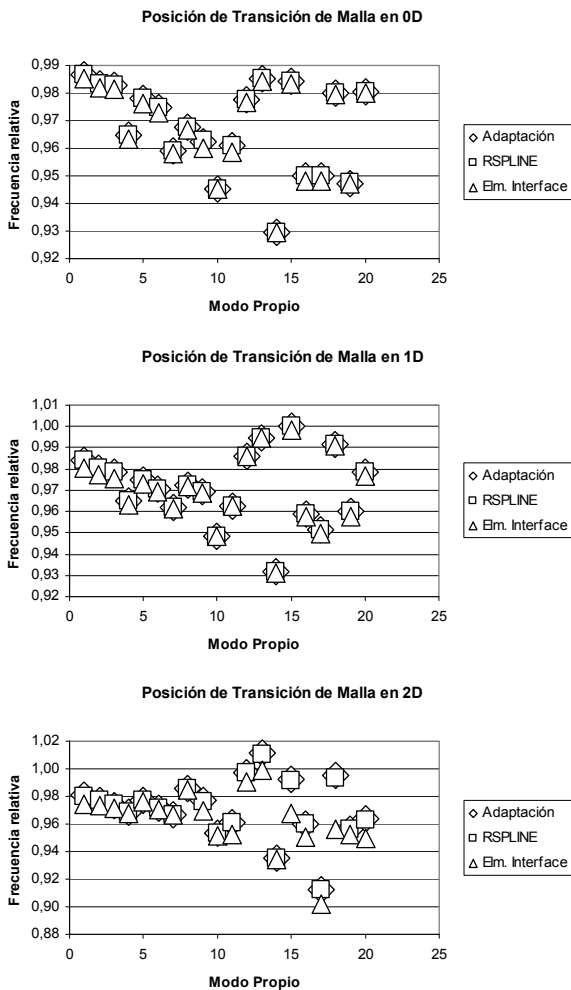 Posición de Transición de Malla en 0D
Frecuencia relativa
0,99
0,98
0,97
0,96
0,95
0,94
0,93
0,92
0 5 10 15 20 25
Modo Propio
Adaptación
RSPLINE
Elm. Interface
Posición de Transición de Malla en 1D
Frecuencia relativa
1,01
1,00
0,99
0,98
0,97
0,96
0,95
0,94
0,93
0,92
0 5 10 15 20 25
Modo Propio
Adaptación
RSPLINE
Elm. Interface
Posición de Transición de Malla en 2D
Frecuencia relativa
1,02
1,00
0,98
0,96
0,94
0,92
0,90
0,88
0 5 10 15 20 25
Modo Propio
Adaptación
RSPLINE
Elm. Interface